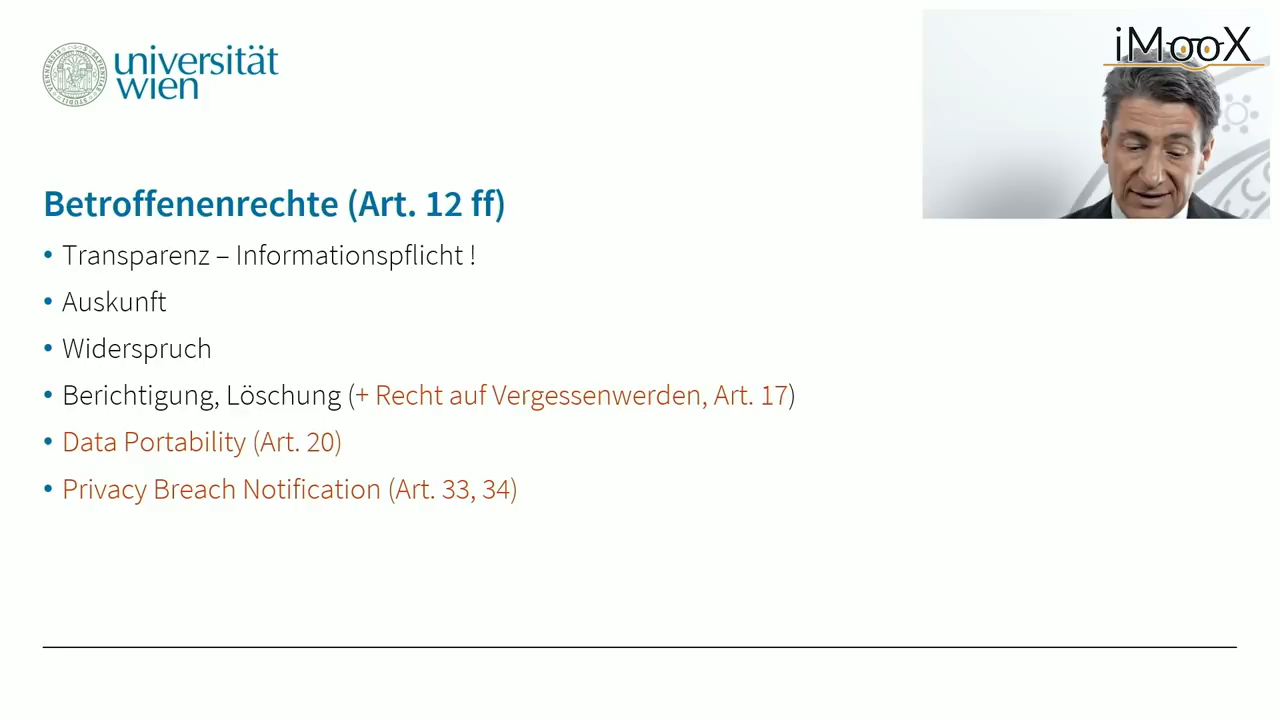 universität
wien
iMooX
Betroffenenrechte (Art. 12 ff)
• Transparenz – Informationspflicht !
• Auskunft
• Widerspruch
• Berichtigung, Löschung (+ Recht auf Vergessenwerden, Art. 17)
• Data Portability (Art. 20)
• Privacy Breach Notification (Art. 33, 34)